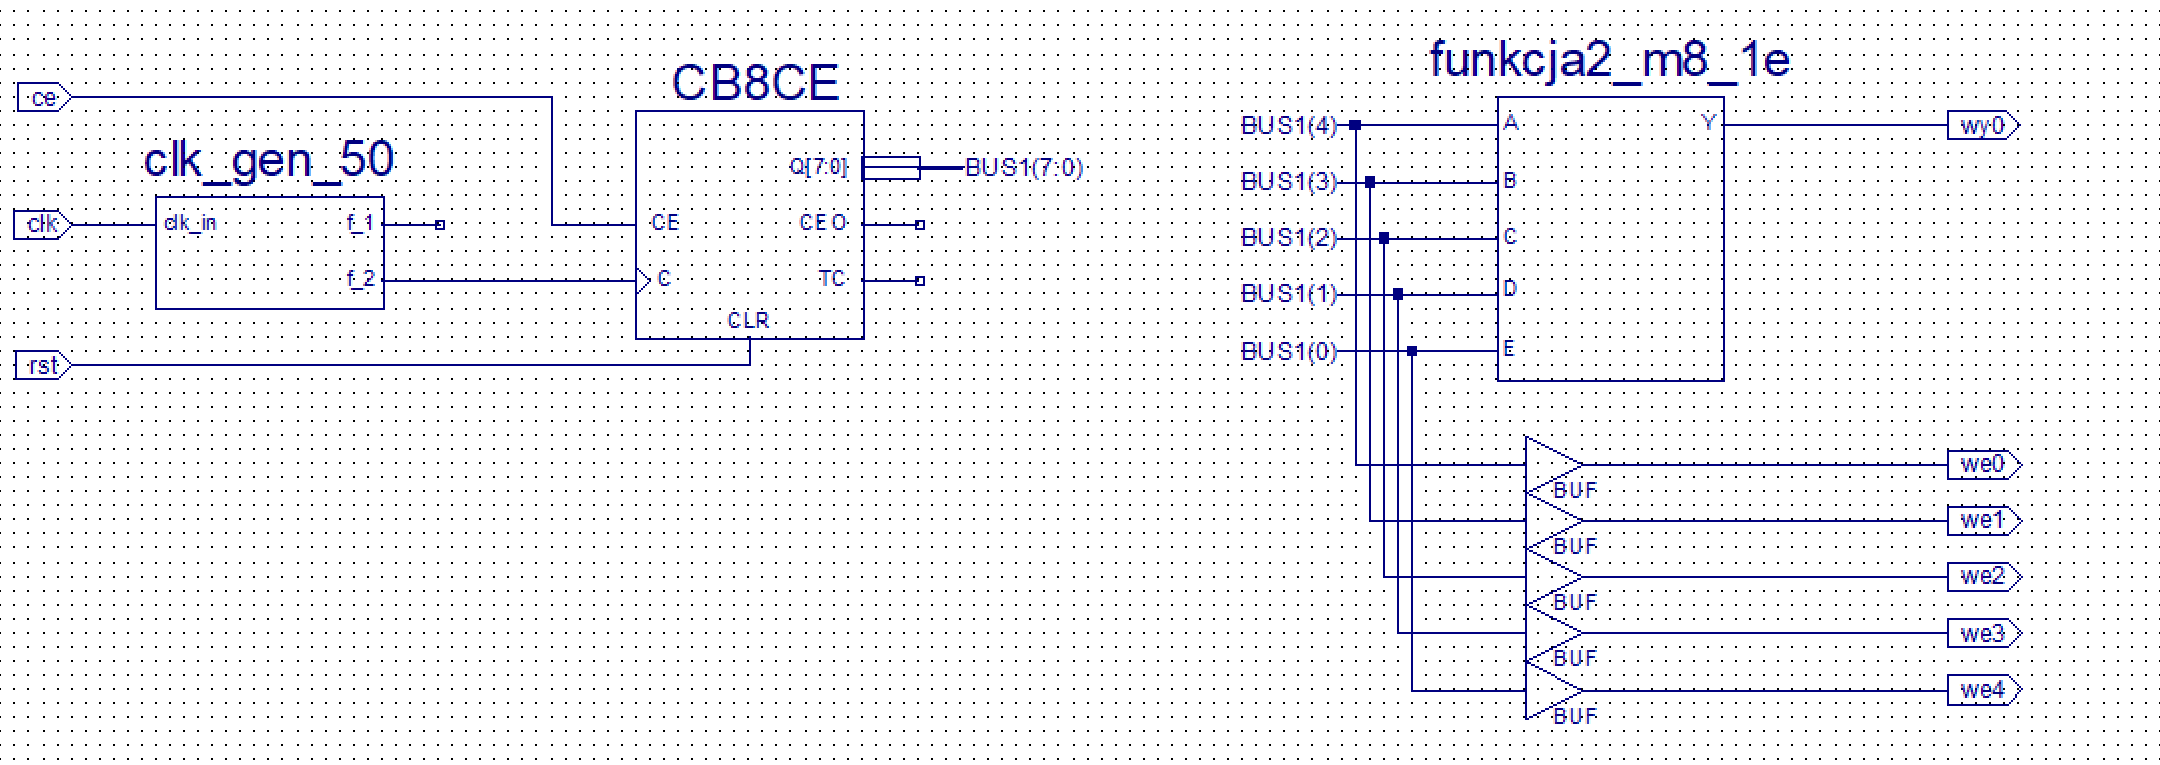 ce
clk_gen_50
clk
clk_in
f_1
f_2
rst
CB8CE
Q[7:0]
BUS1(7:0)
CE
CEO
C
TC
CLR
funkcja2_m8_1e
BUS1(4)
A
Y
wy0
BUS1(3)
B
BUS1(2)
C
BUS1(1)
D
BUS1(0)
E
we0
BUF
we1
BUF
we2
BUF
we3
BUF
we4
BUF